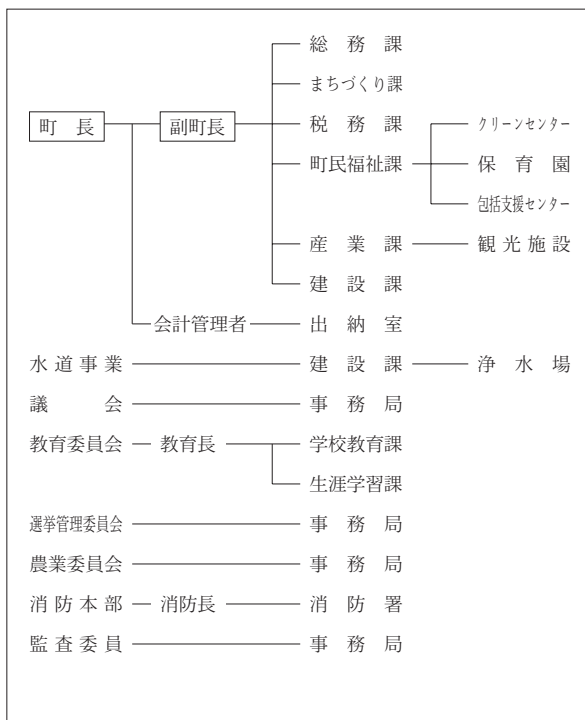 総務課
まちづくり課
町長 副町長 税務課 クリーンセンター
町民福祉課 保育園
包括支援センター
産業課 観光施設
建設課
会計管理者 出納室
水道事業 建設課 浄水場
議会 事務局
教育委員会 教育長 学校教育課
生涯学習課
選挙管理委員会 事務局
農業委員会 事務局
消防本部 消防長 消防署
監査委員 事務局